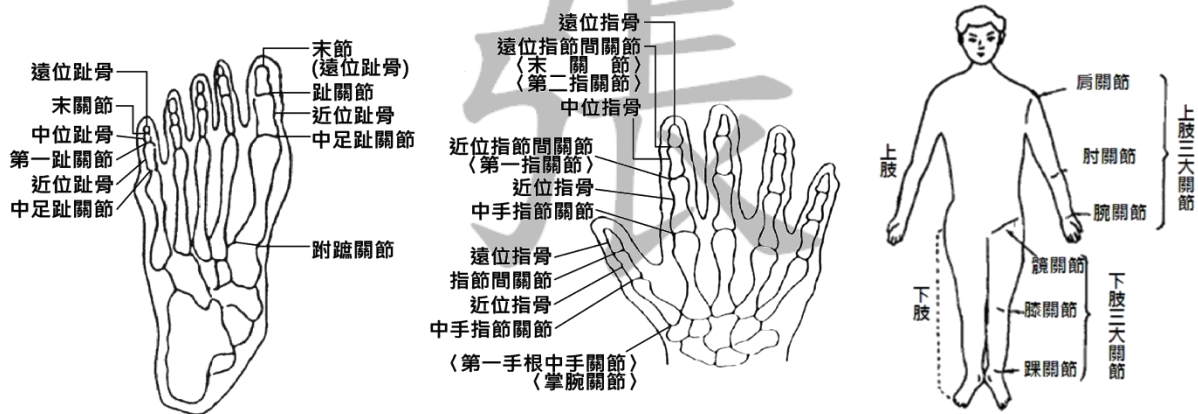 遠位趾骨
末關節
中位趾骨
第一趾關節
近位趾骨
中足趾關節
末節
(遠位趾骨)
趾關節
近位趾骨
中足趾關節
跗蹠關節
張
遠位指骨
遠位指節間關節
〈末關節〉
〈第二指關節〉
中位指骨
近位指節間關節
〈第一指關節〉
近位指骨
中手指節關節
遠位指骨
指節間關節
近位指骨
中手指節關節
〈第一手根中手關節〉
〈掌腕關節〉
上肢
下肢
肩關節
肘關節
腕關節
上肢三大關節
髖關節
膝關節
踝關節
下肢三大關節